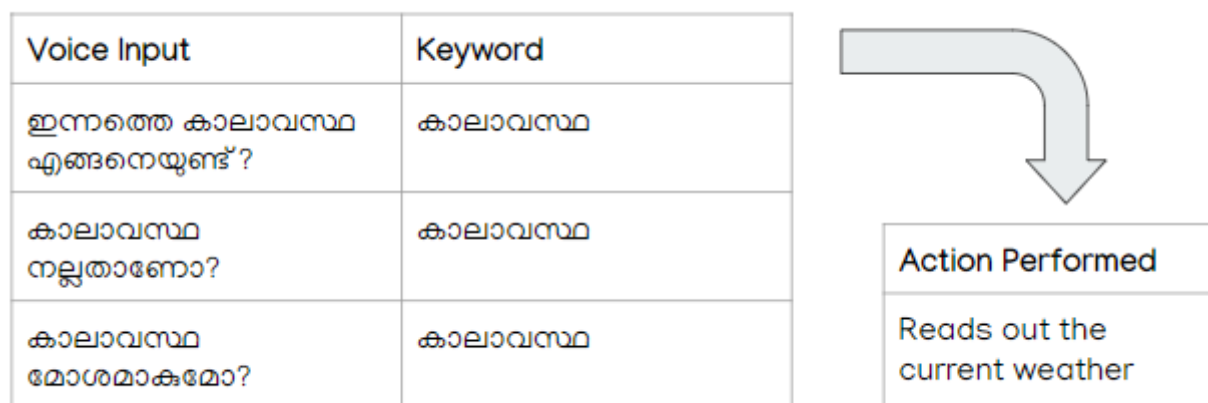 Voice Input
Keyword
ഇന്നത്തെ കാലാവസ്ഥ
എങ്ങനെയുണ്ട് ?
കാലാവസ്ഥ
കാലാവസ്ഥ
നല്ലതാണോ?
കാലാവസ്ഥ
കാലാവസ്ഥ
മോശമാകുമോ?
കാലാവസ്ഥ
Action Performed
Reads out the
current weather